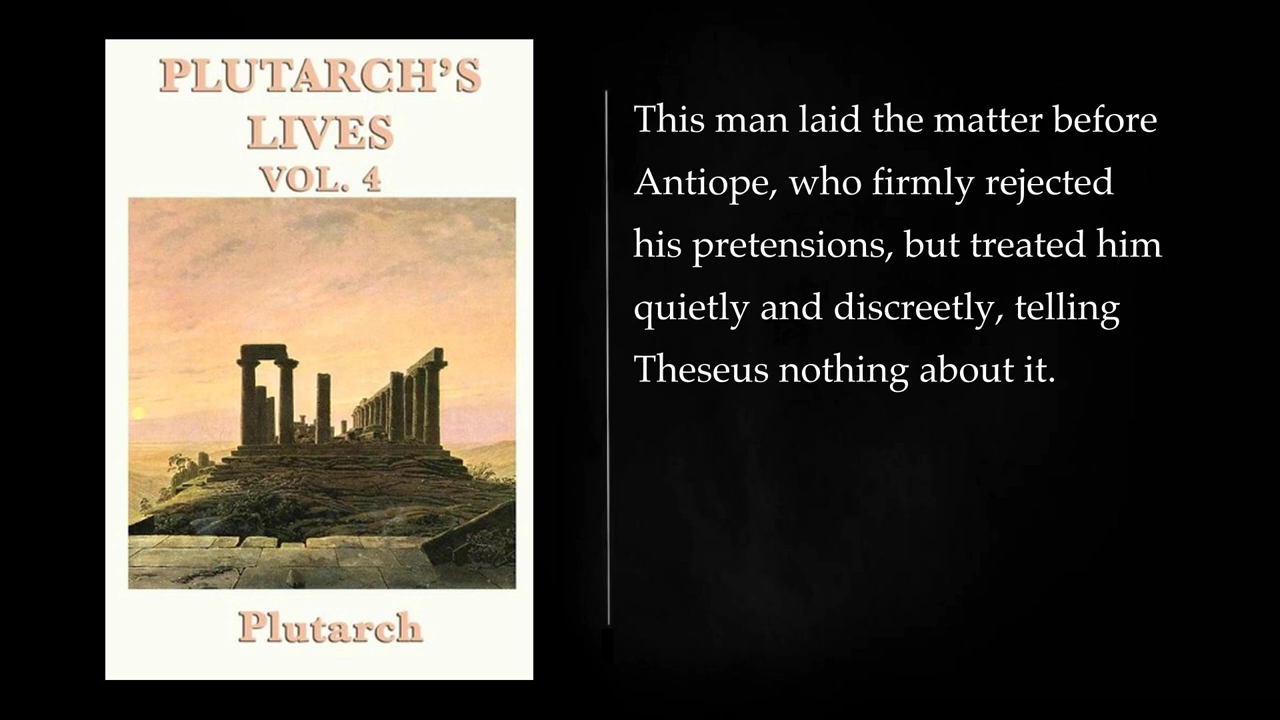 PLUTARCH'S
LIVES
VOL. 4
Plutarch
This man laid the matter before
Antiope, who firmly rejected
his pretensions, but treated him
quietly and discreetly, telling
Theseus nothing about it.